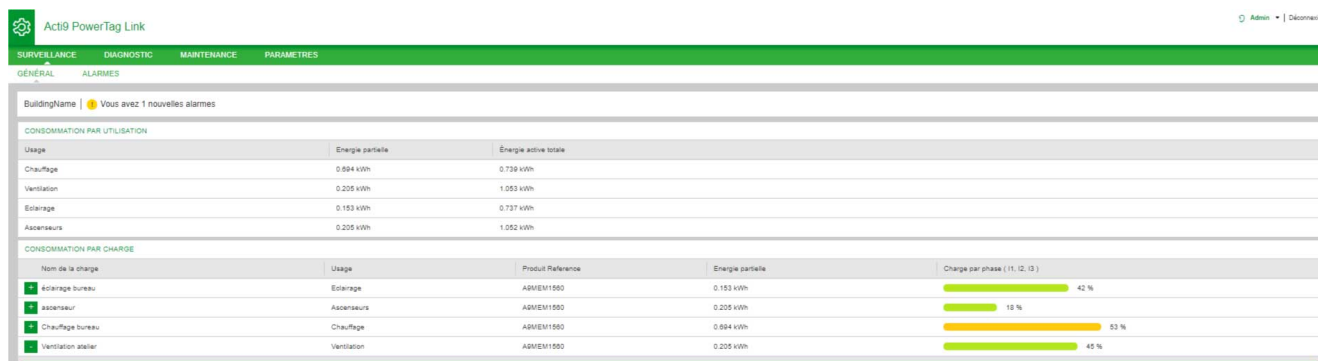 Acti9 PowerTag Link
Admin | Déconnexi
SURVEILLANCE DIAGNOSTIC MAINTENANCE PARAMETRES
GÉNÉRAL ALARMES
BuildingName | ! Vous avez 1 nouvelles alarmes
CONSOMMATION PAR UTILISATION
Usage Energie partielle Énergie active totale
Chauffage 0.694 kWh 0.739 kWh
Ventilation 0.205 kWh 1.053 kWh
Eclairage 0.153 kWh 0.737 kWh
Ascenseurs 0.205 kWh 1.052 kWh
CONSOMMATION PAR CHARGE
Nom de la charge Usage Produit Reference Energie partielle Charge par phase ( I1, I2, I3 )
+ éclairage bureau Eclairage A9MEM1560 0.153 kWh 42 %
+ ascenseur Ascenseurs A9MEM1560 0.205 kWh 18 %
+ Chauffage bureau Chauffage A9MEM1560 0.694 kWh 53 %
- Ventilation atelier Ventilation A9MEM1560 0.205 kWh 45 %